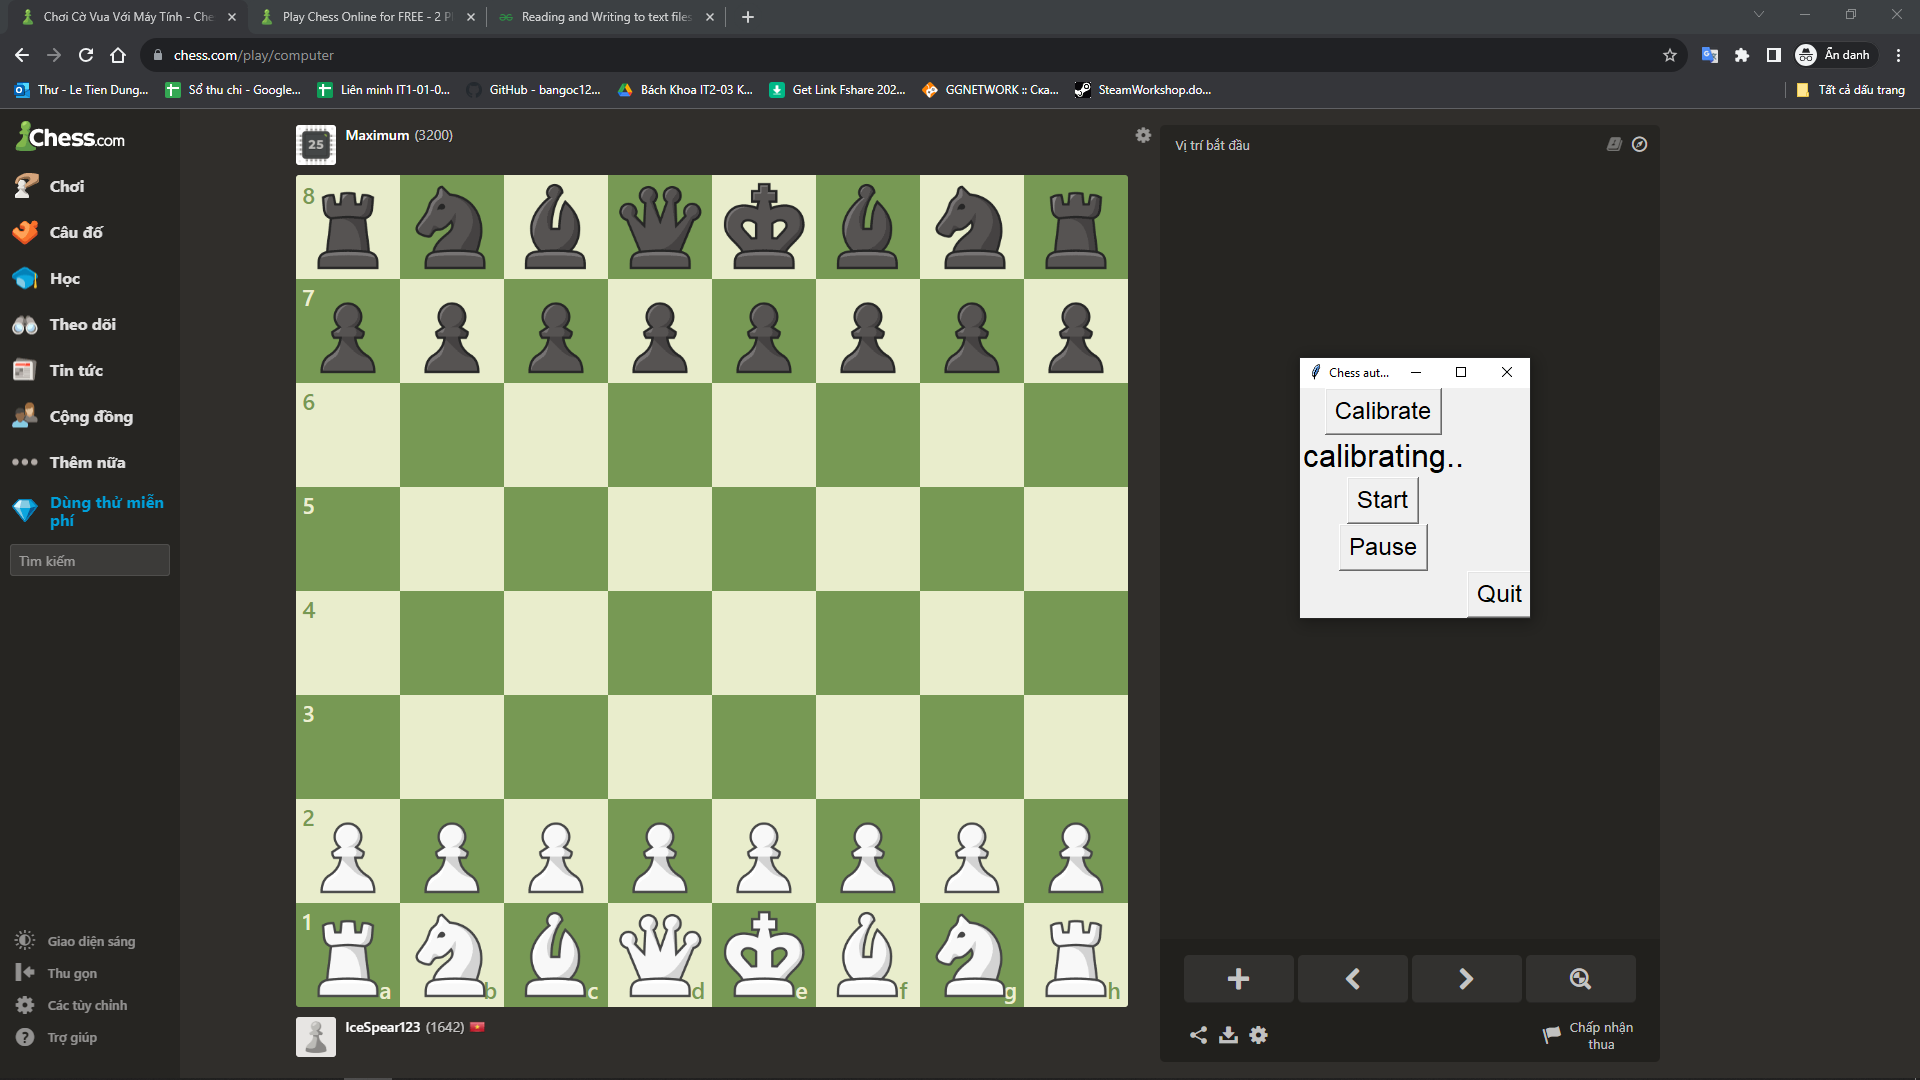 Chơi Cờ Vua Với Máy Tính - Che
Play Chess Online for FREE - 2 P
Reading and Writing to text files
chess.com/play/computer
Ẩn danh
Thư - Le Tien Dung...
Sổ thu chi - Google...
Liên minh IT1-01-0...
GitHub - bangoc12...
Bách Khoa IT2-03 K...
Get Link Fshare 202...
GGNETWORK :: Ска...
SteamWorkshop.do...
Tất cả dấu trang
Chess.com
Chơi
Câu đố
Học
Theo dõi
Tin tức
Cộng đồng
Thêm nữa
Dùng thử miễn
phí
Tìm kiếm
Giao diện sáng
Thu gọn
Các tùy chỉnh
Trợ giúp
25
Maximum (3200)
8
7
6
5
4
3
2
1
a b c d e f g h
IceSpear123 (1642)
Vị trí bắt đầu
Chess aut...
Calibrate
calibrating..
Start
Pause
Quit
Chấp nhận
thua